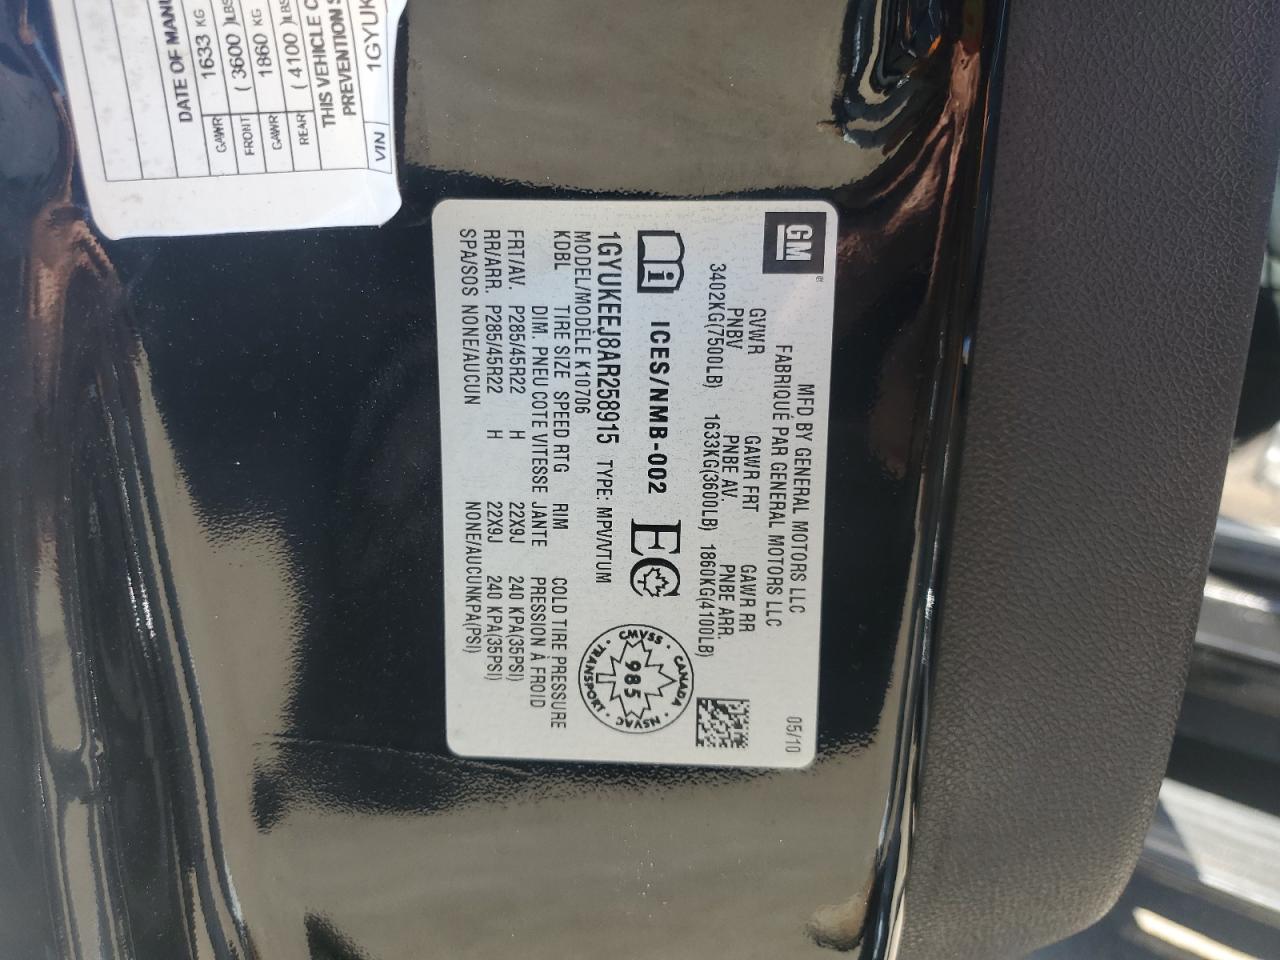 GM
®
MFD BY GENERAL MOTORS LLC
FABRIQUÉ PAR GENERAL MOTORS LLC
05/10
GVWR GAWR FRT GAWR RR
PNBV PNBE AV. PNBE ARR.
3402KG(7500LB) 1633KG(3600LB) 1860KG(4100LB)
i ICES/NMB-002 EC
CMVSS · CANADA · NSVAC · TRANSPORT ·
985
1GYUKEEJ8AR258915 TYPE: MPV/VTUM
MODEL/MODÈLE K10706
KDBL TIRE SIZE SPEED RTG RIM COLD TIRE PRESSURE
DIM. PNEU COTE VITESSE JANTE PRESSION À FROID
FRT/AV. P285/45R22 H 22X9J 240 KPA(35PSI)
RR/ARR. P285/45R22 H 22X9J 240 KPA(35PSI)
SPA/SOS NONE/AUCUN NONE/AUCUNKPA(PSI)
DATE OF MANU
GAWR 1633 KG
FRONT ( 3600 )LBS
GAWR 1860 KG
REAR ( 4100 )LBS
THIS VEHICLE C
PREVENTION S
VIN 1GYUK